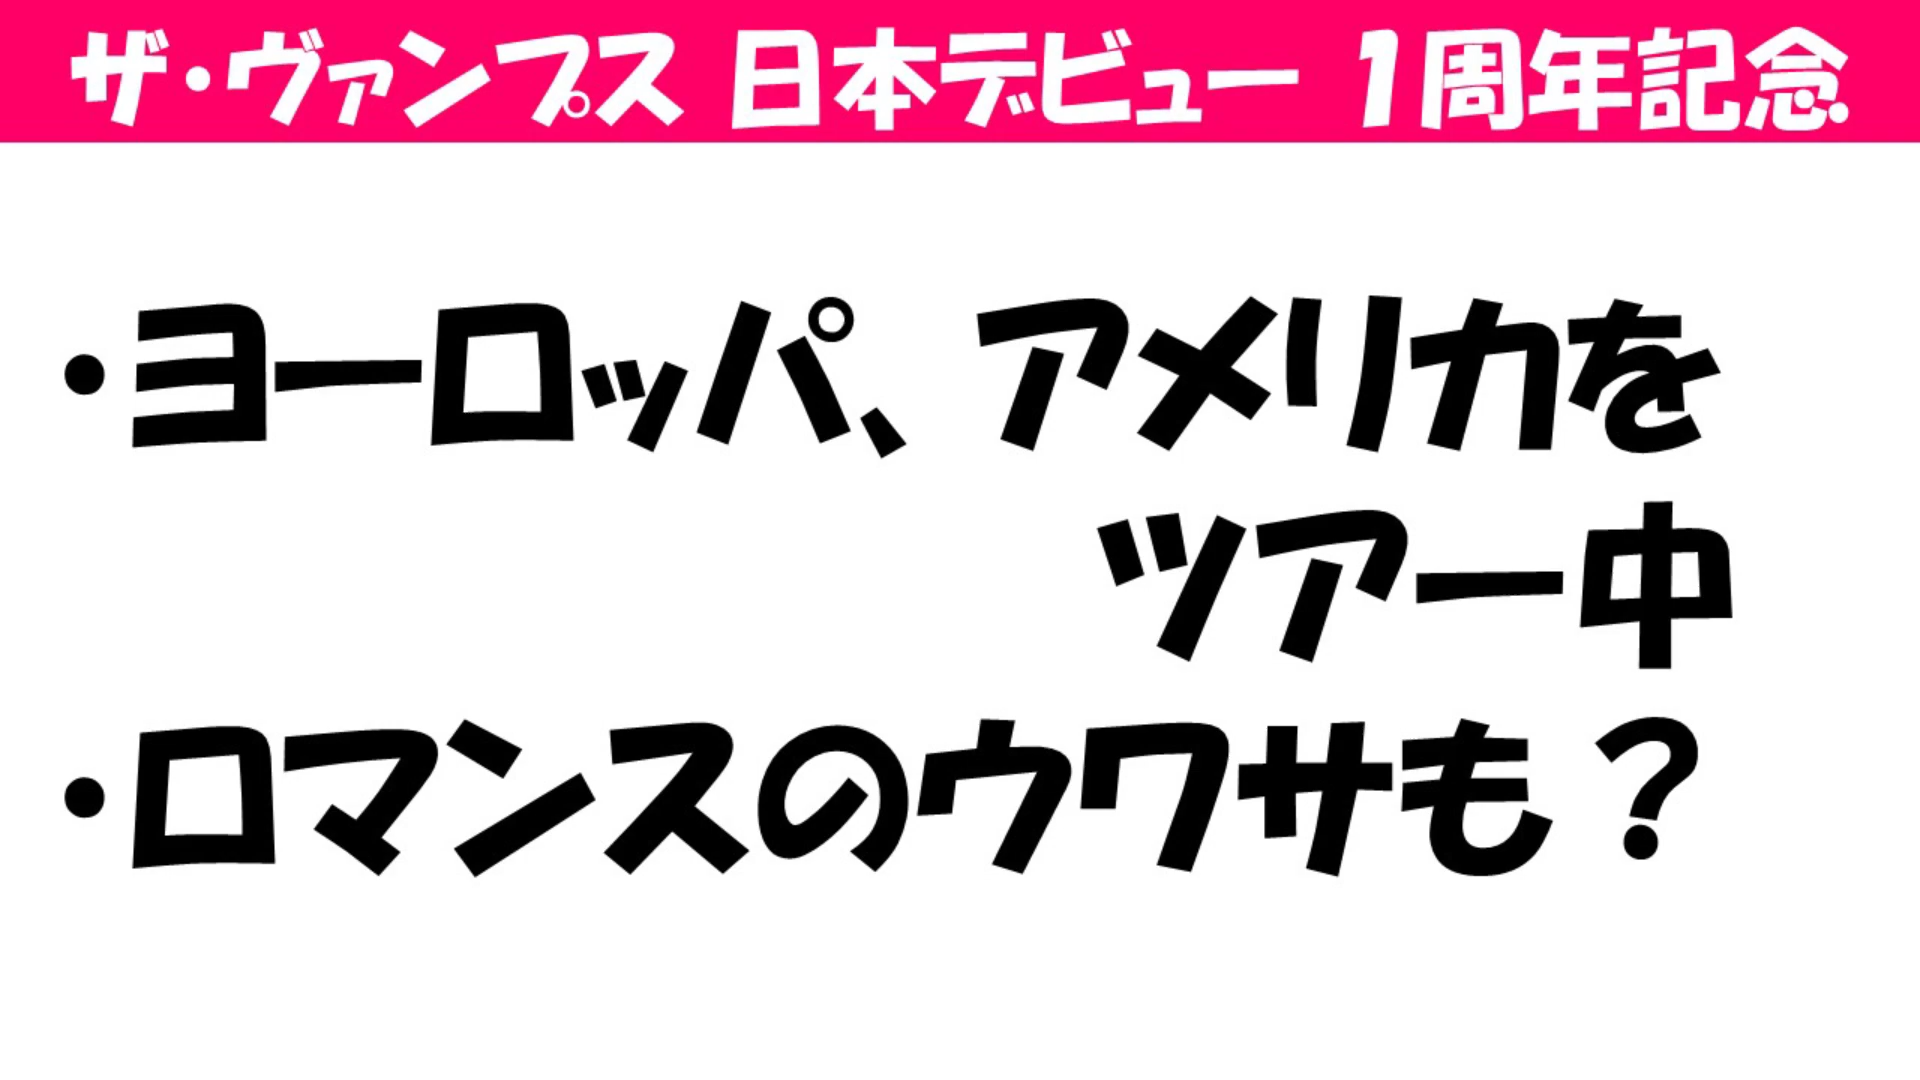 ザ・ヴァンプス 日本デビュー 1周年記念
・ヨーロッパ、アメリカを
ツアー中
・ロマンスのウワサも？